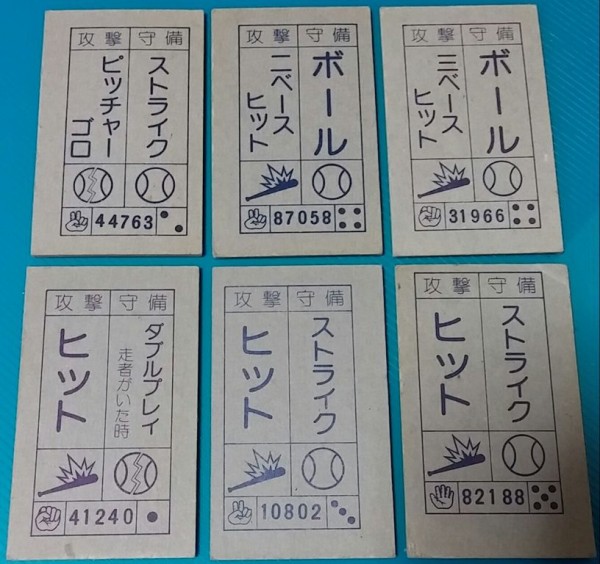 攻撃 守備
ストライク
ピッチャー
ゴロ
44763
攻撃 守備
ボール
二ベース
ヒット
87058
攻撃 守備
ボール
三ベース
ヒット
31966
攻撃 守備
ダブルプレイ
走者がいた時
ヒット
41240
攻撃 守備
ストライク
ヒット
10802
攻撃 守備
ストライク
ヒット
82188